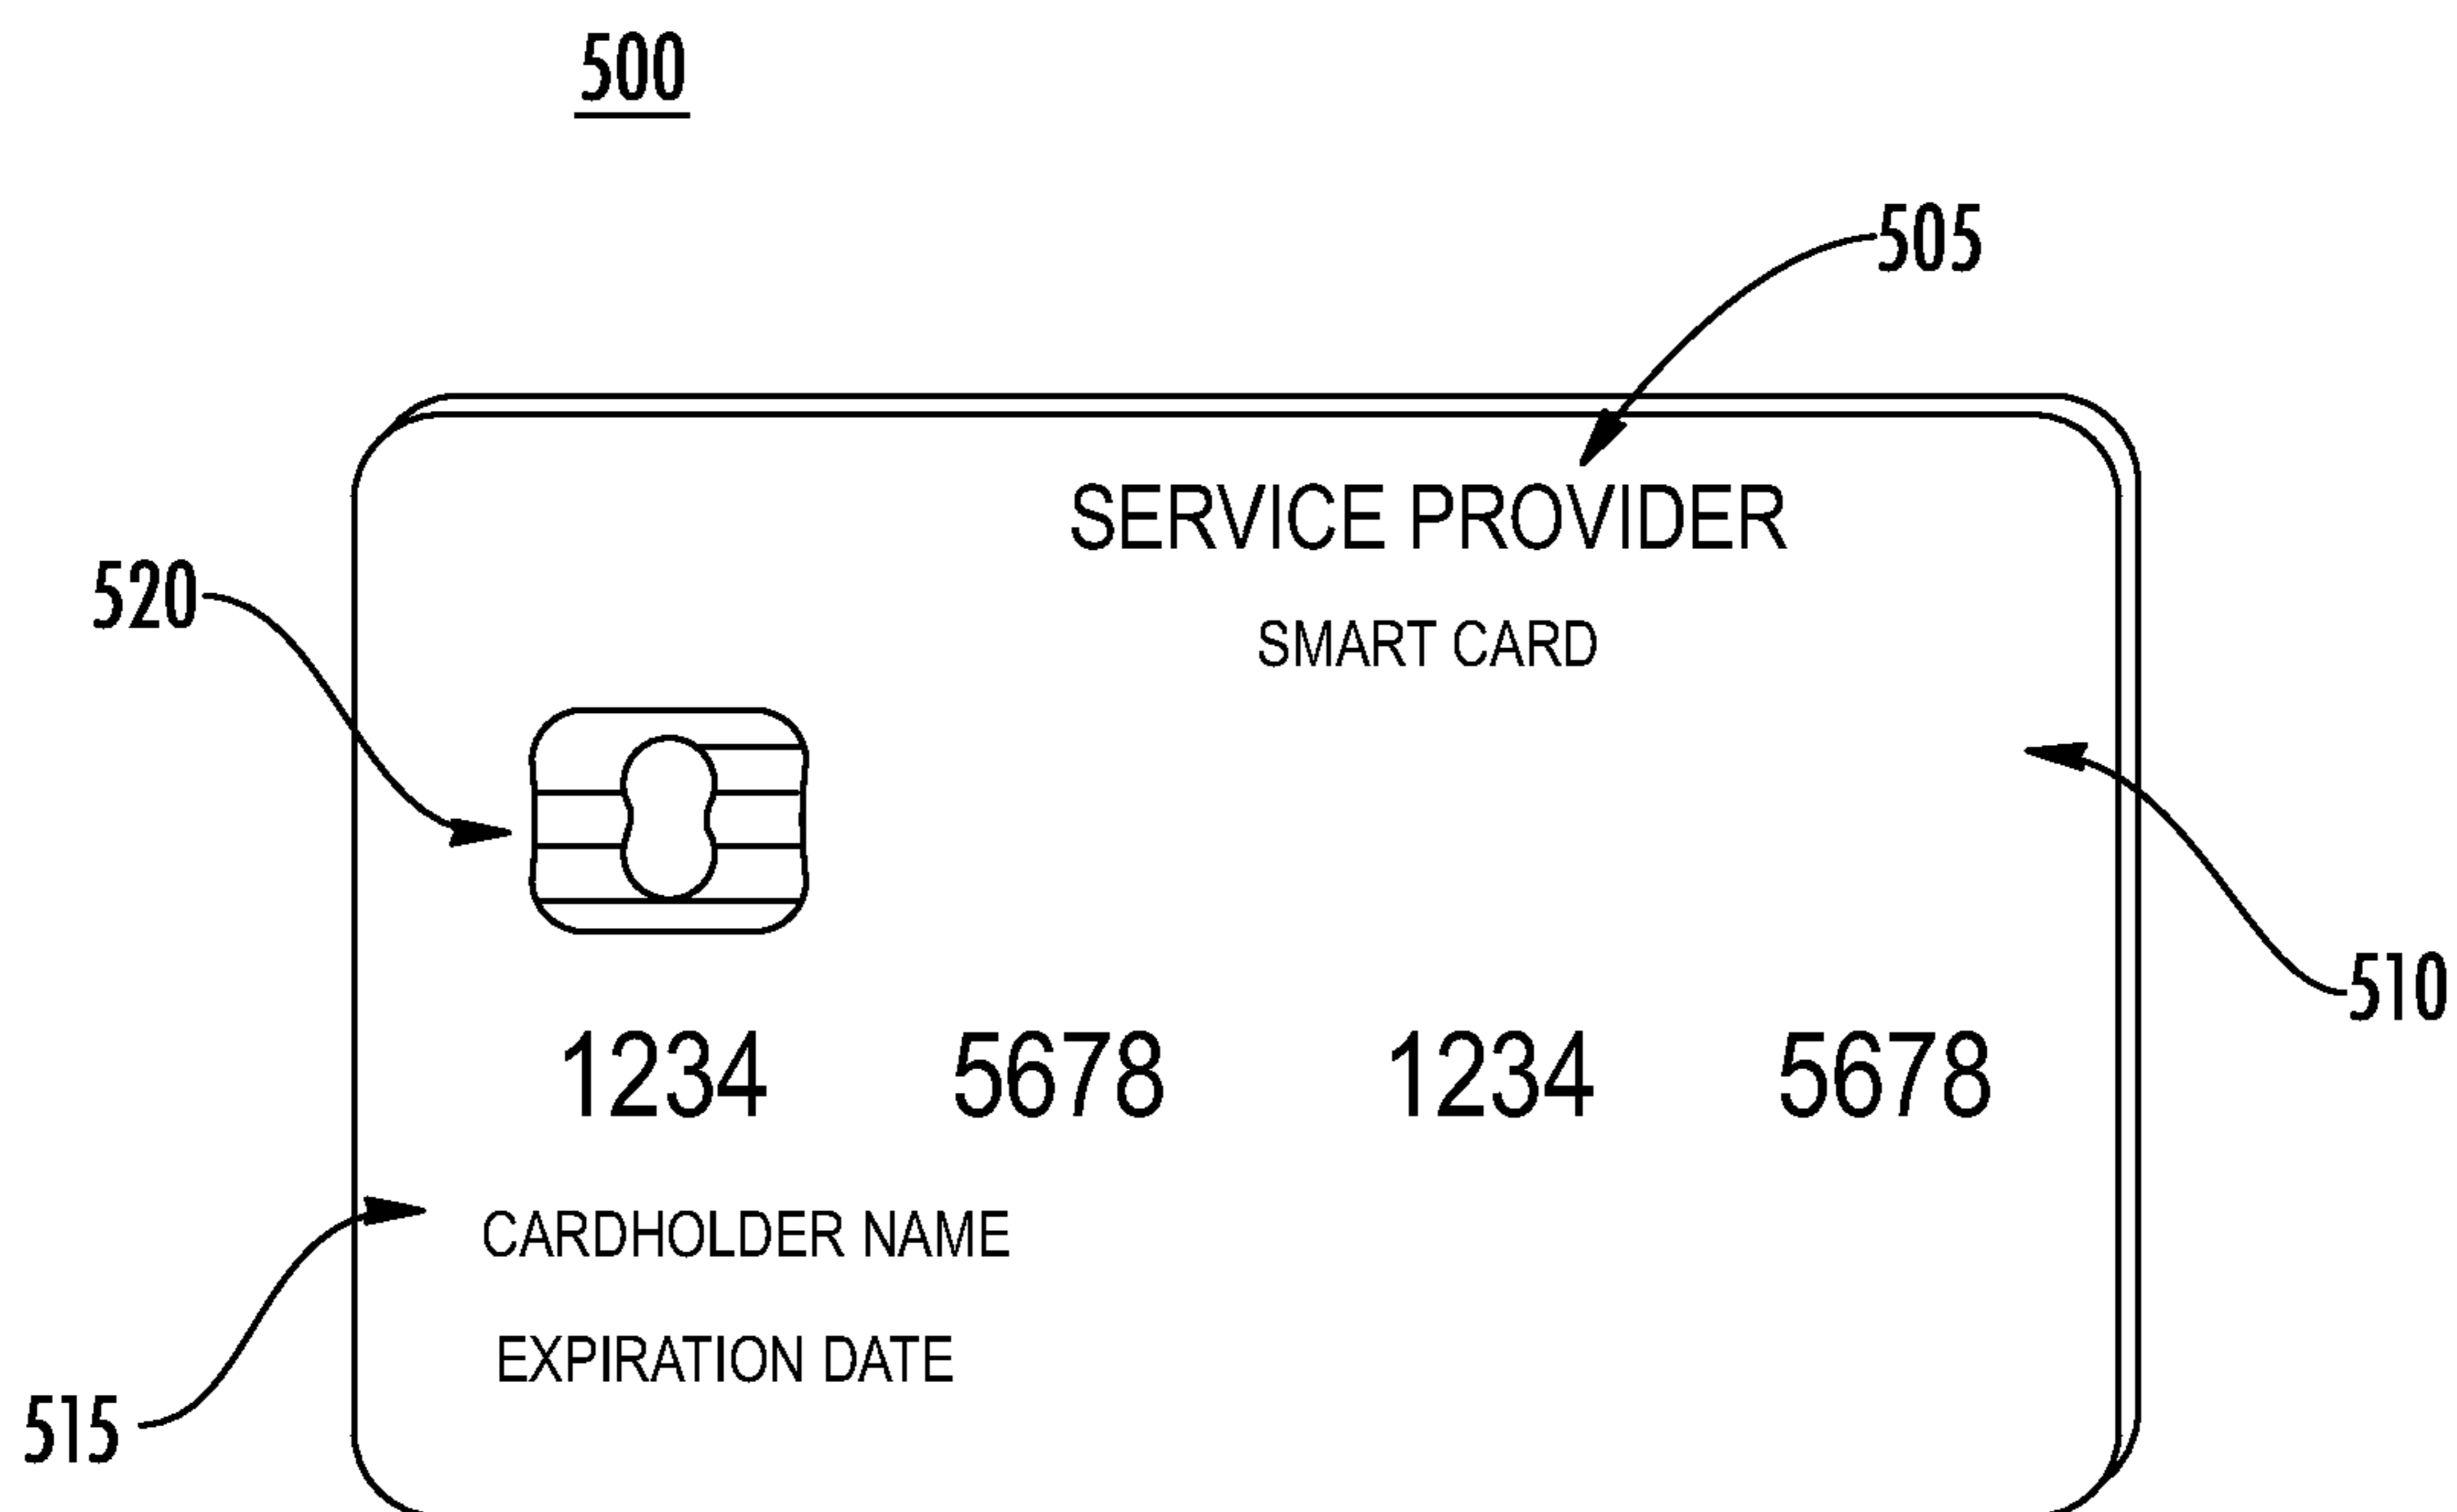 500
505
SERVICE PROVIDER
520
SMART CARD
510
1234 5678 1234 5678
CARDHOLDER NAME
EXPIRATION DATE
515